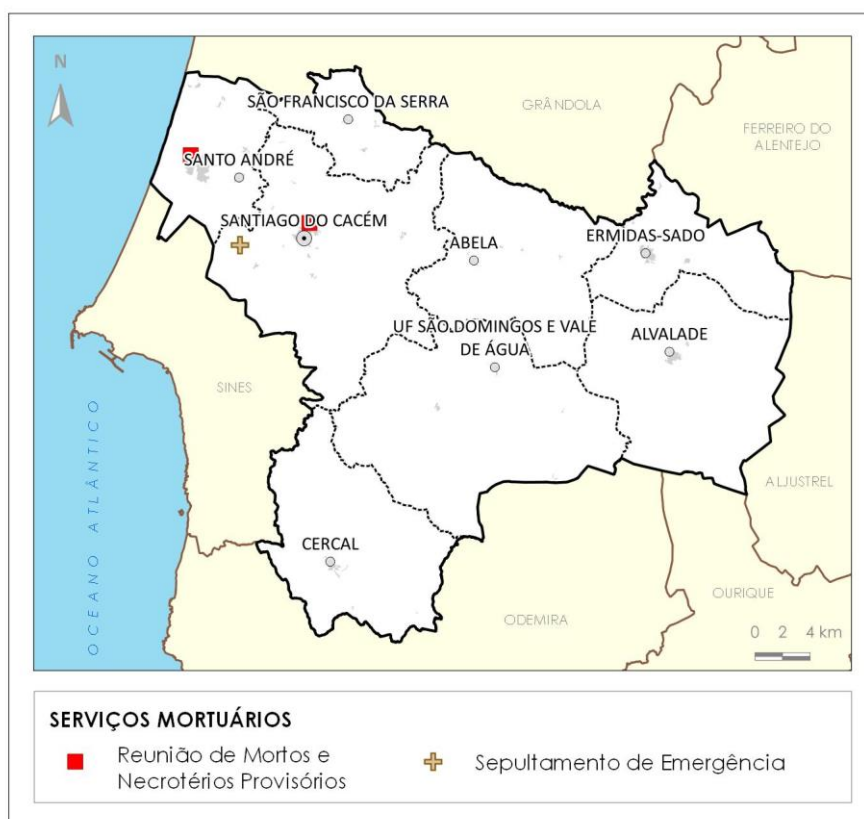 N
SÃO FRANCISCO DA SERRA
GRÂNDOLA
FERREIRO DO
ALENTEJO
SANTO ANDRÉ
SANTIAGO DO CACÉM
ABELA
ERMIDAS-SADO
UF SÃO DOMINGOS E VALE
DE ÁGUA
ALVALADE
SINES
OCEANO ATLÂNTICO
ALJUSTREL
CERCAL
OURIQUE
ODEMIRA
0 2 4 km
SERVIÇOS MORTUÁRIOS
Reunião de Mortos e
Necrotérios Provisórios
Sepultamento de Emergência